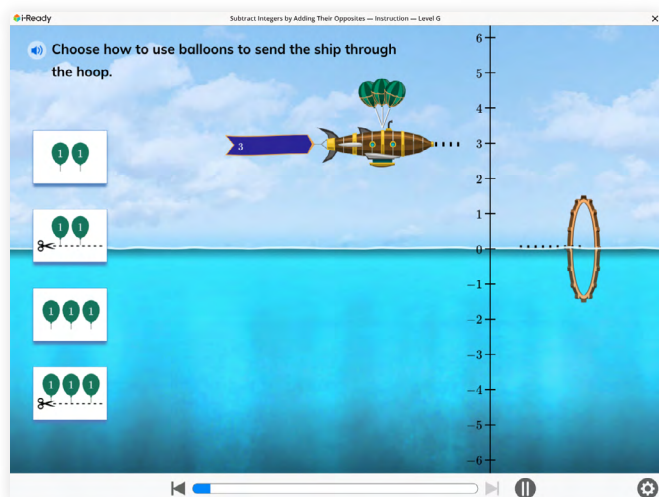 i-Ready
Subtract Integers by Adding Their Opposites — Instruction — Level G
Choose how to use balloons to send the ship through
the hoop.
1 1
1 1
1 1 1
1 1 1
3
6
5
4
3
2
1
0
−1
−2
−3
−4
−5
−6